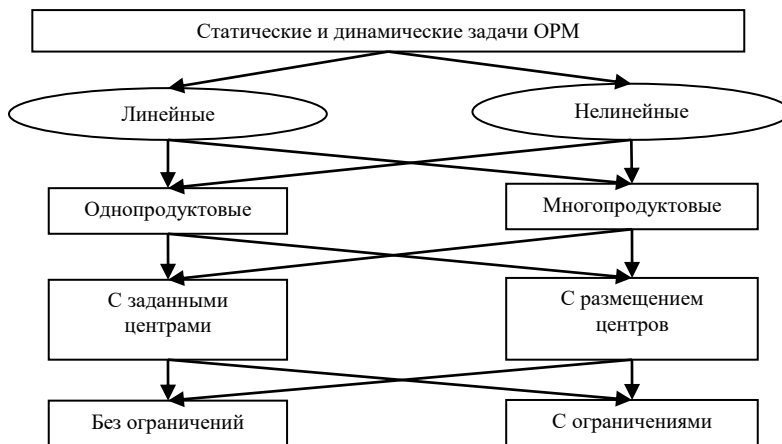 Статические и динамические задачи ОРМ
Линейные
Нелинейные
Однопродуктовые
Многопродуктовые
С заданными
центрами
С размещением
центров
Без ограничений
С ограничениями